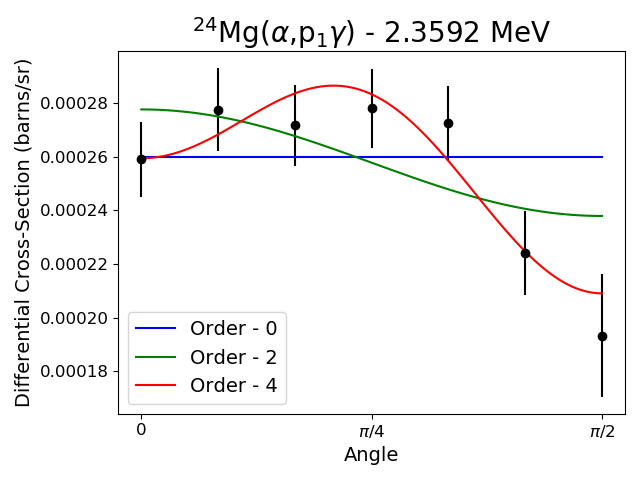 ²⁴Mg(α,p₁γ) - 2.3592 MeV
Differential Cross-Section (barns/sr)
0.00028
0.00026
0.00024
0.00022
0.00020
0.00018
Order - 0
Order - 2
Order - 4
0 π/4 π/2
Angle